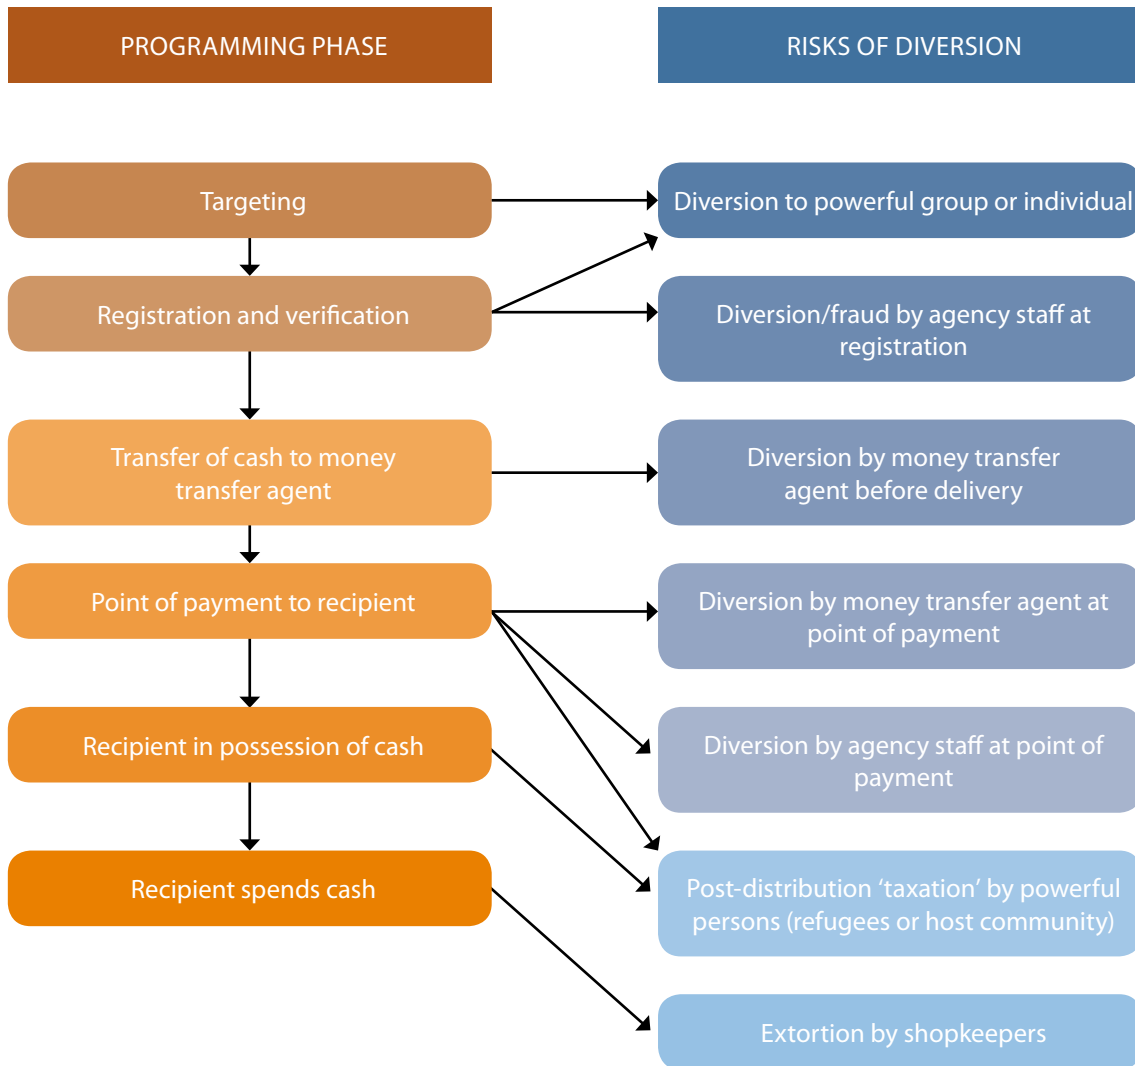 PROGRAMMING PHASE
RISKS OF DIVERSION
Targeting
Diversion to powerful group or individual
Registration and verification
Diversion/fraud by agency staff at
registration
Transfer of cash to money
transfer agent
Diversion by money transfer
agent before delivery
Point of payment to recipient
Diversion by money transfer agent at
point of payment
Recipient in possession of cash
Diversion by agency staff at point of
payment
Recipient spends cash
Post-distribution ‘taxation’ by powerful
persons (refugees or host community)
Extortion by shopkeepers